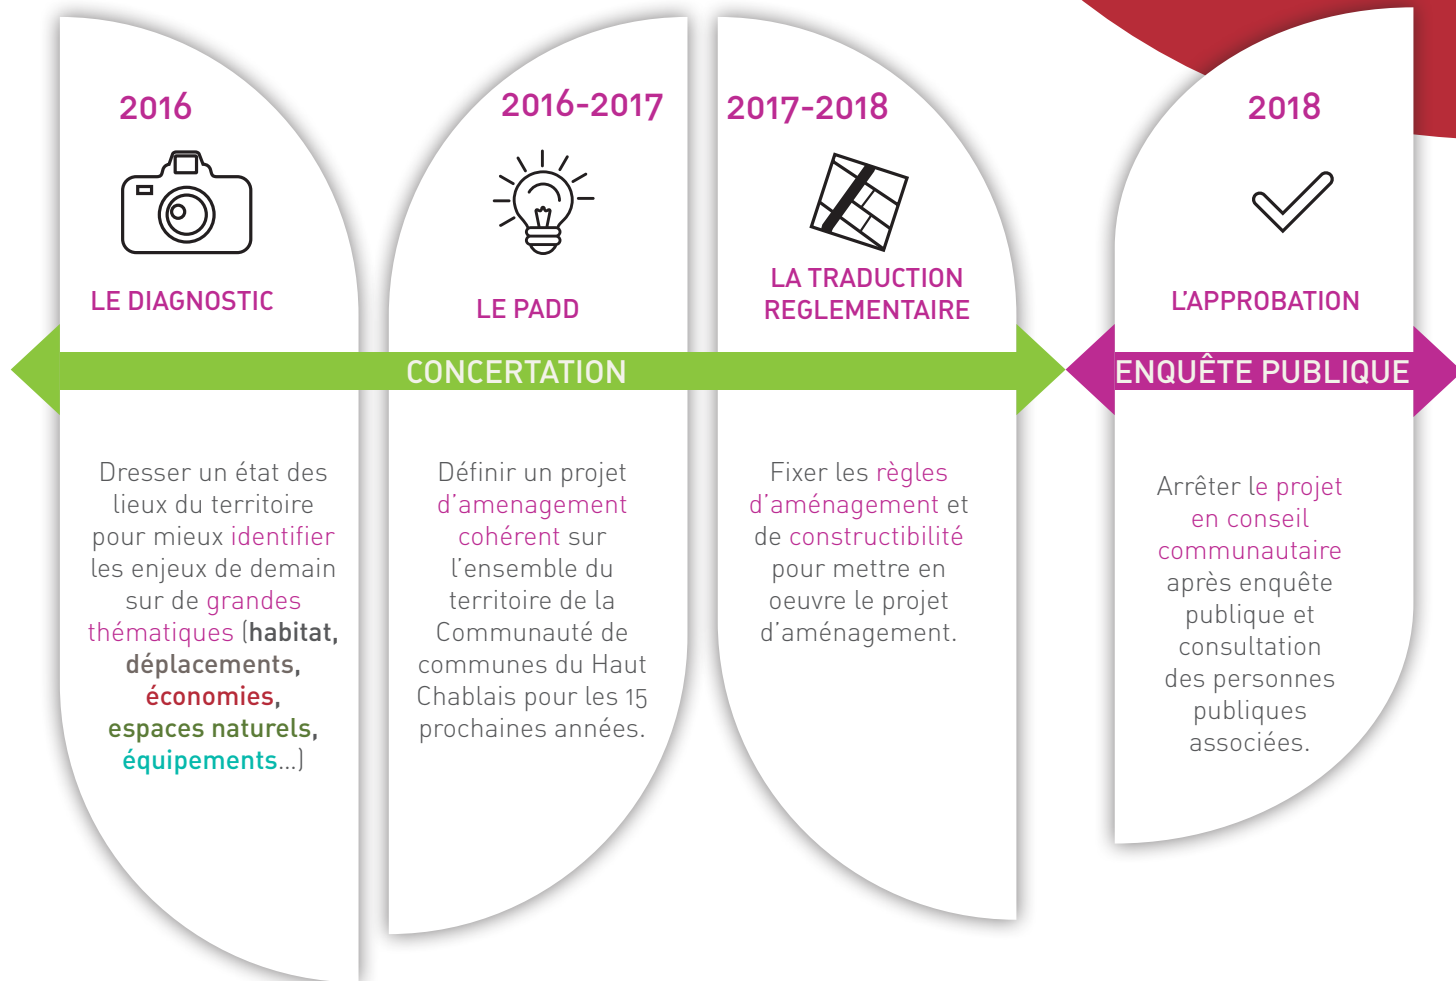 2016
LE DIAGNOSTIC
2016-2017
LE PADD
2017-2018
LA TRADUCTION
REGLEMENTAIRE
2018
L'APPROBATION
CONCERTATION
ENQUÊTE PUBLIQUE
Dresser un état des
lieux du territoire
pour mieux identifier
les enjeux de demain
sur de grandes
thématiques (habitat,
déplacements,
économies,
espaces naturels,
équipements...)
Définir un projet
d'amenagement
cohérent sur
l'ensemble du
territoire de la
Communauté de
communes du Haut
Chablais pour les 15
prochaines années.
Fixer les règles
d'aménagement et
de constructibilité
pour mettre en
oeuvre le projet
d'aménagement.
Arrêter le projet
en conseil
communautaire
après enquête
publique et
consultation
des personnes
publiques
associées.